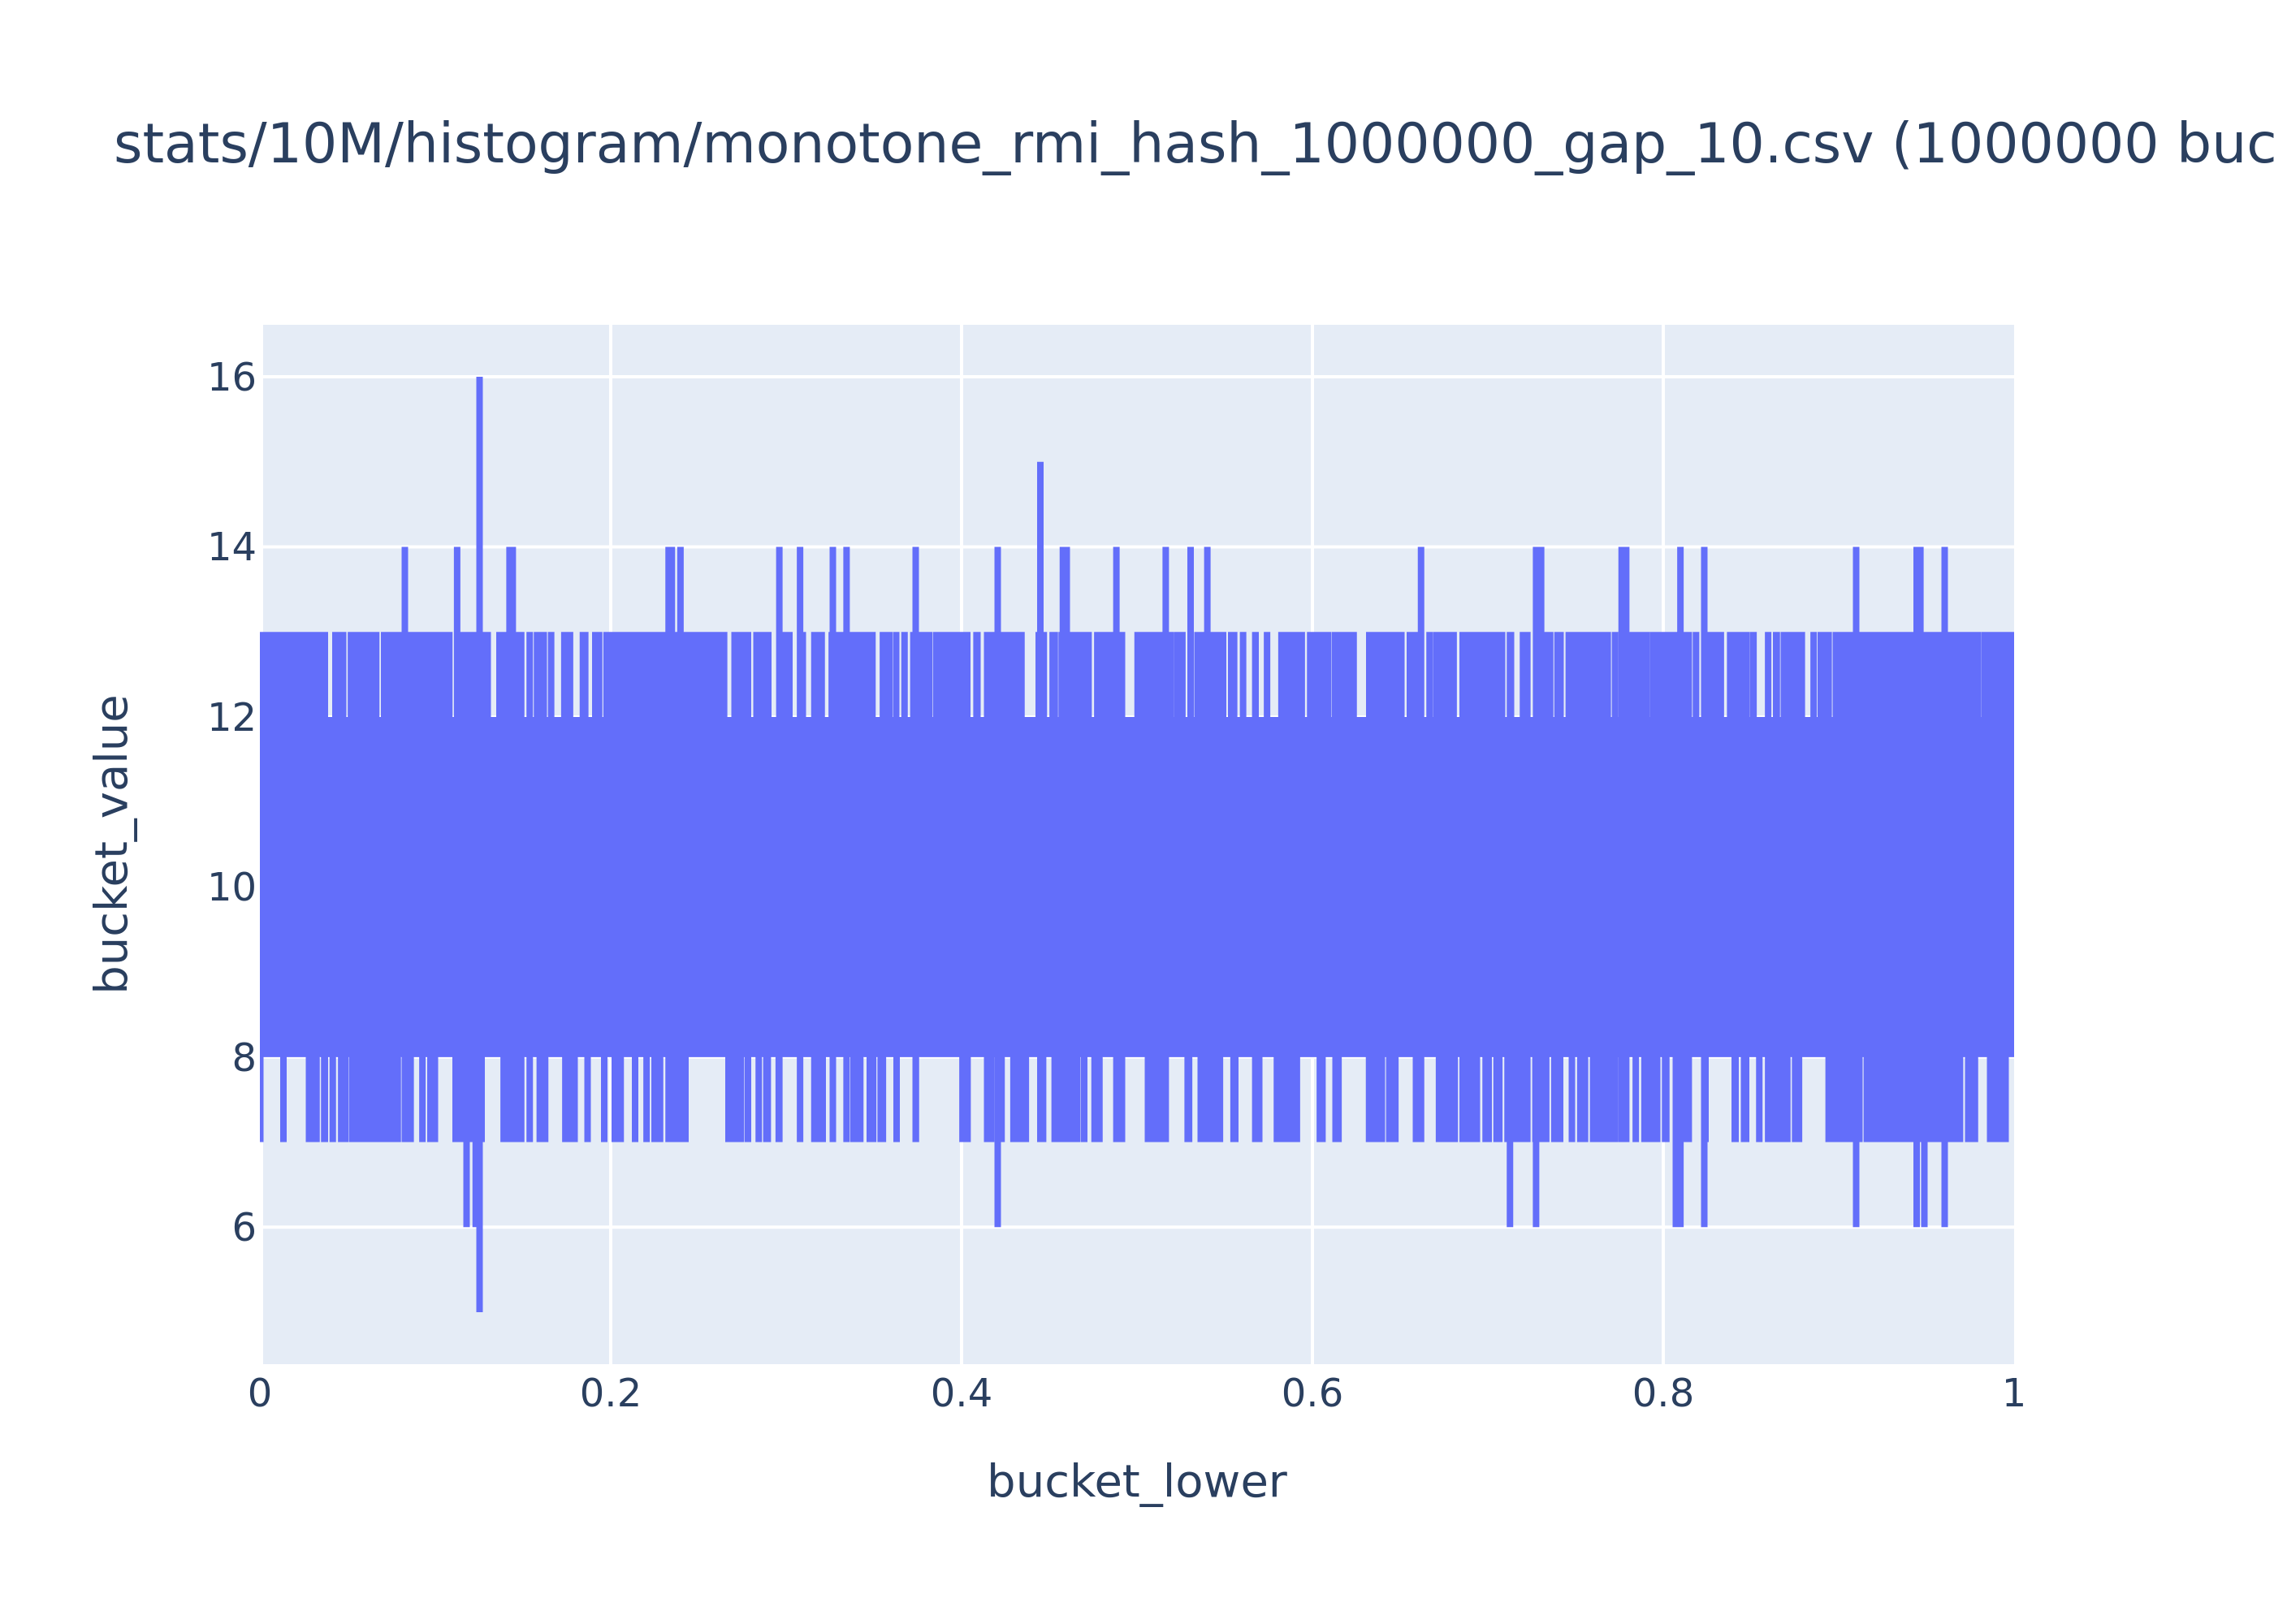 stats/10M/histogram/monotone_rmi_hash_1000000_gap_10.csv (1000000 buc
16
14
12
10
8
6
bucket_value
0 0.2 0.4 0.6 0.8 1
bucket_lower